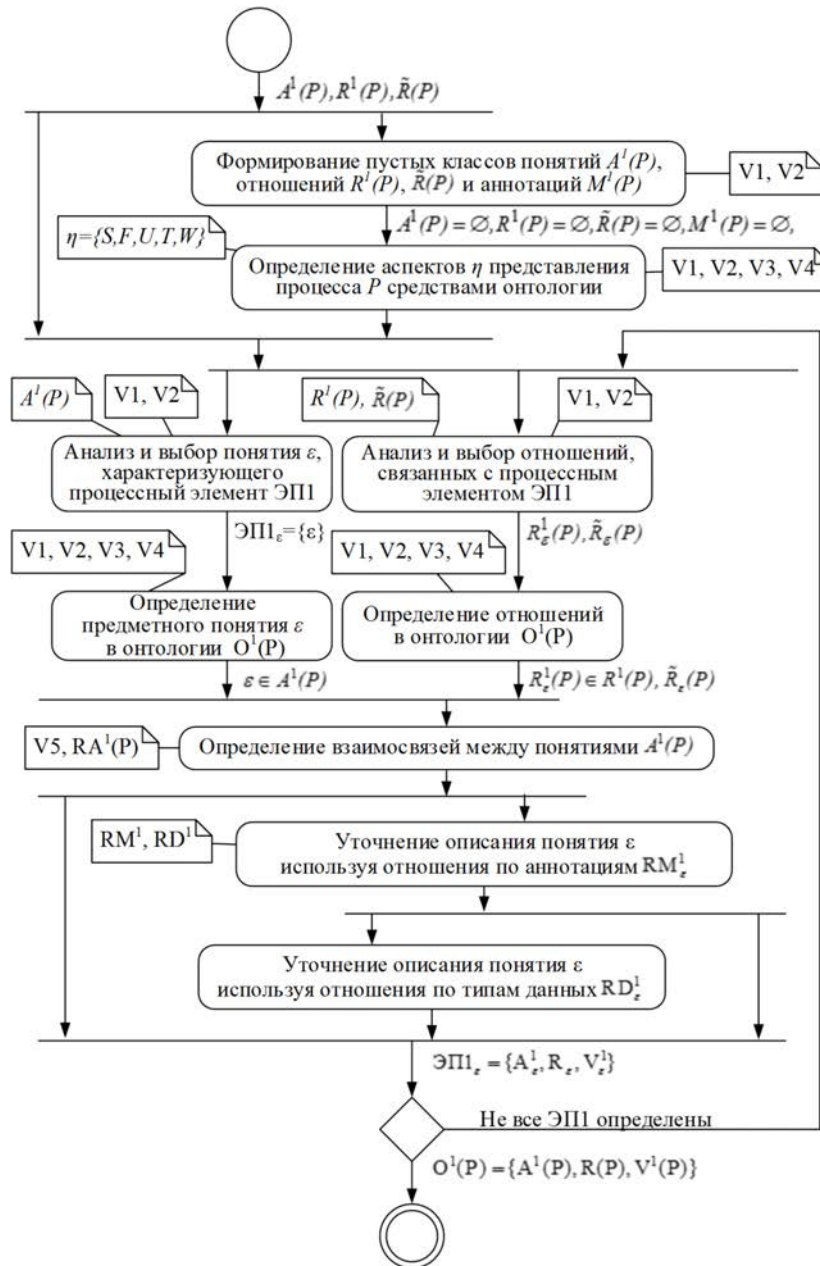 A¹(P), R¹(P), R̃(P)
Формирование пустых классов понятий A¹(P),
отношений R¹(P), R̃(P) и аннотаций M¹(P)
V1, V2
A¹(P) = ∅, R¹(P) = ∅, R̃(P) = ∅, M¹(P) = ∅,
η={S,F,U,T,W}
Определение аспектов η представления
процесса P средствами онтологии
V1, V2, V3, V4
A¹(P)
V1, V2
R¹(P), R̃(P)
V1, V2
Анализ и выбор понятия ε,
характеризующего
процессный элемент ЭП1
Анализ и выбор отношений,
связанных с процессным
элементом ЭП1
ЭП1ε={ε}
R¹ε(P), R̃ε(P)
V1, V2, V3, V4
V1, V2, V3, V4
Определение
предметного понятия ε
в онтологии O¹(P)
Определение отношений
в онтологии O¹(P)
ε ∈ A¹(P)
R¹ε(P) ∈ R¹(P), R̃ε(P)
V5, RA¹(P)
Определение взаимосвязей между понятиями A¹(P)
RM¹, RD¹
Уточнение описания понятия ε
используя отношения по аннотациям RM¹ε
Уточнение описания понятия ε
используя отношения по типам данных RD¹ε
ЭП1ε = {A¹ε, Rε, V¹ε}
Не все ЭП1 определены
O¹(P) = {A¹(P), R(P), V¹(P)}